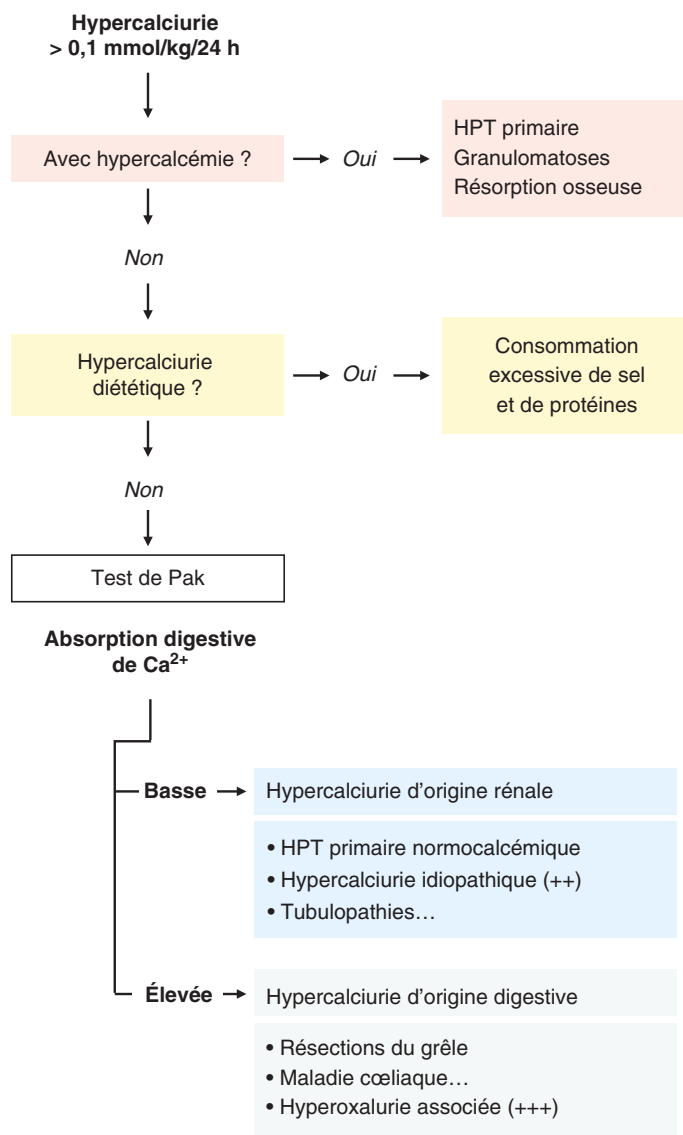 Hypercalciurie
> 0,1 mmol/kg/24 h
Avec hypercalcémie ?
Oui
HPT primaire
Granulomatoses
Résorption osseuse
Non
Hypercalciurie
diététique ?
Oui
Consommation
excessive de sel
et de protéines
Non
Test de Pak
Absorption digestive
de Ca²⁺
Basse
Hypercalciurie d'origine rénale
• HPT primaire normocalcémique
• Hypercalciurie idiopathique (++)
• Tubulopathies…
Élevée
Hypercalciurie d'origine digestive
• Résections du grêle
• Maladie cœliaque…
• Hyperoxalurie associée (+++)